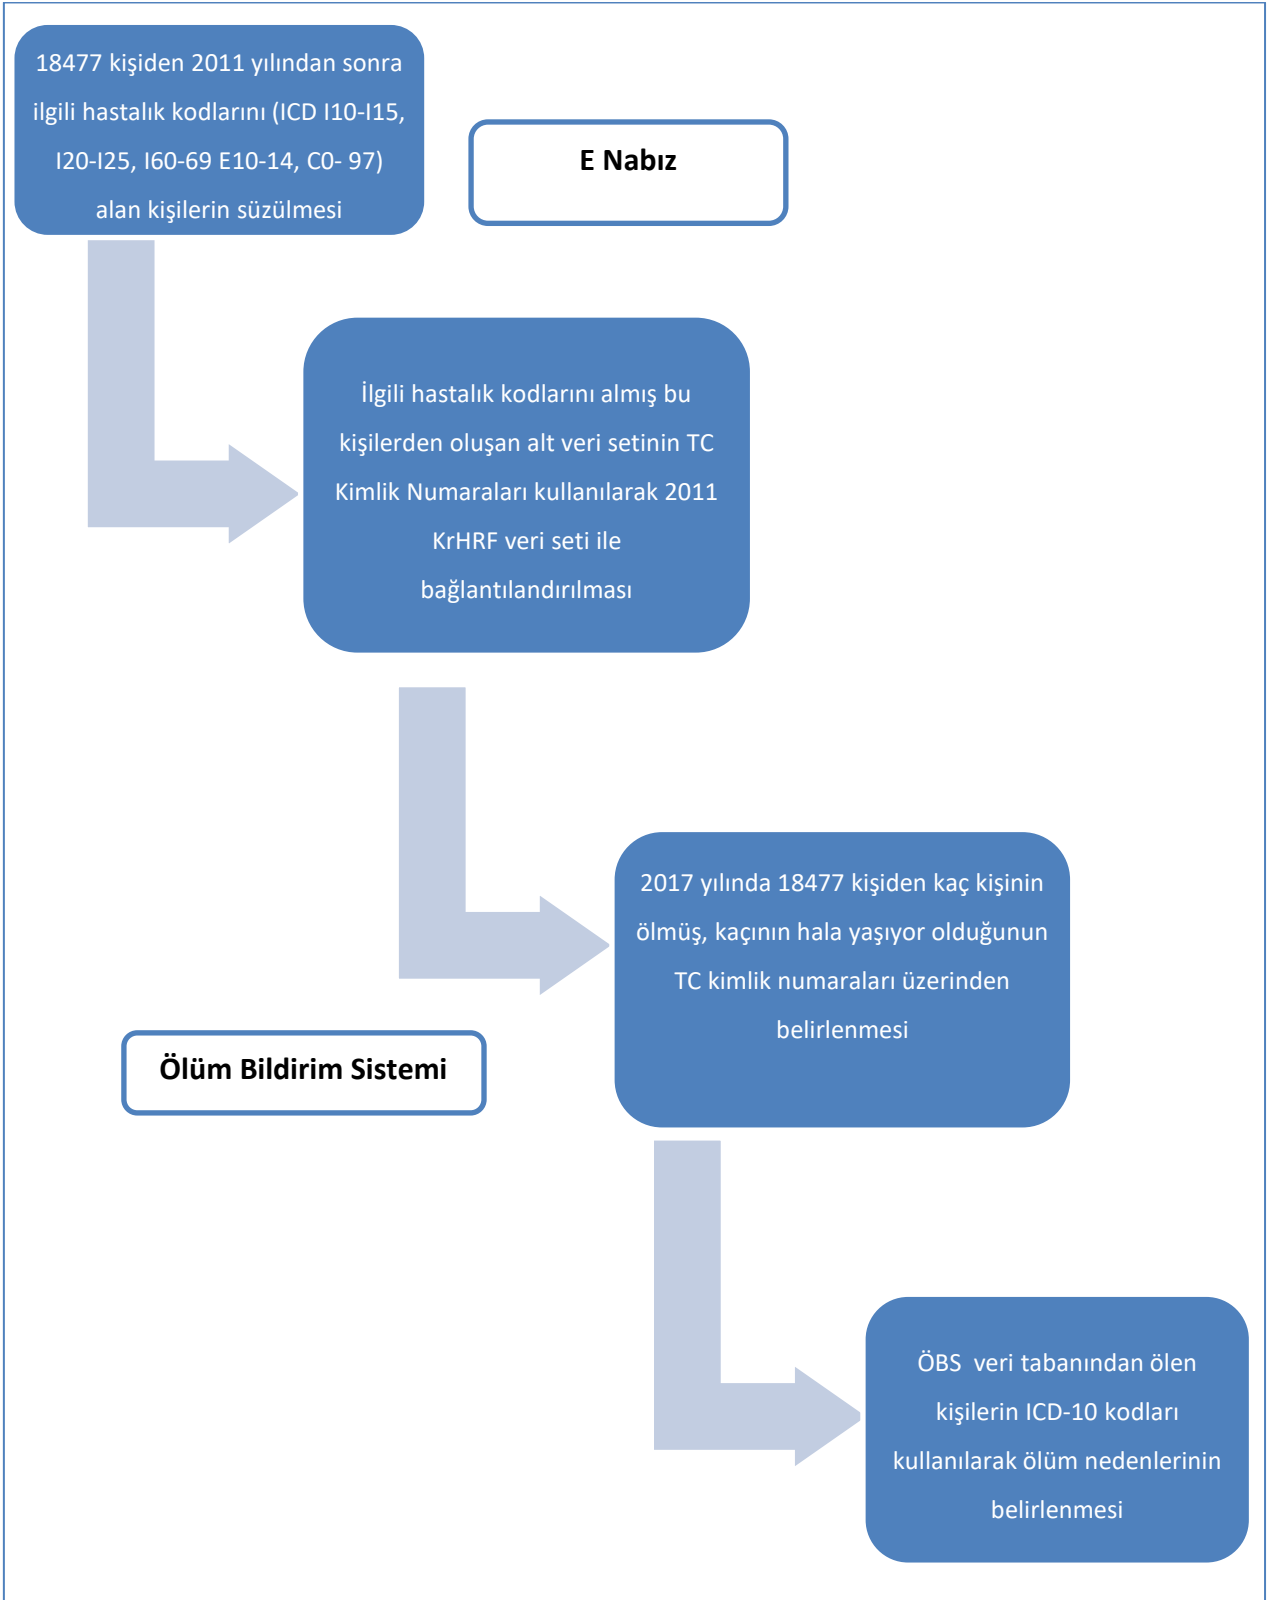 18477 kişiden 2011 yılından sonra
ilgili hastalık kodlarını (ICD I10-I15,
I20-I25, I60-69 E10-14, C0- 97)
alan kişilerin süzülmesi
E Nabız
İlgili hastalık kodlarını almış bu
kişilerden oluşan alt veri setinin TC
Kimlik Numaraları kullanılarak 2011
KrHRF veri seti ile
bağlantılandırılması
2017 yılında 18477 kişiden kaç kişinin
ölmüş, kaçının hala yaşıyor olduğunun
TC kimlik numaraları üzerinden
belirlenmesi
Ölüm Bildirim Sistemi
ÖBS veri tabanından ölen
kişilerin ICD-10 kodları
kullanılarak ölüm nedenlerinin
belirlenmesi